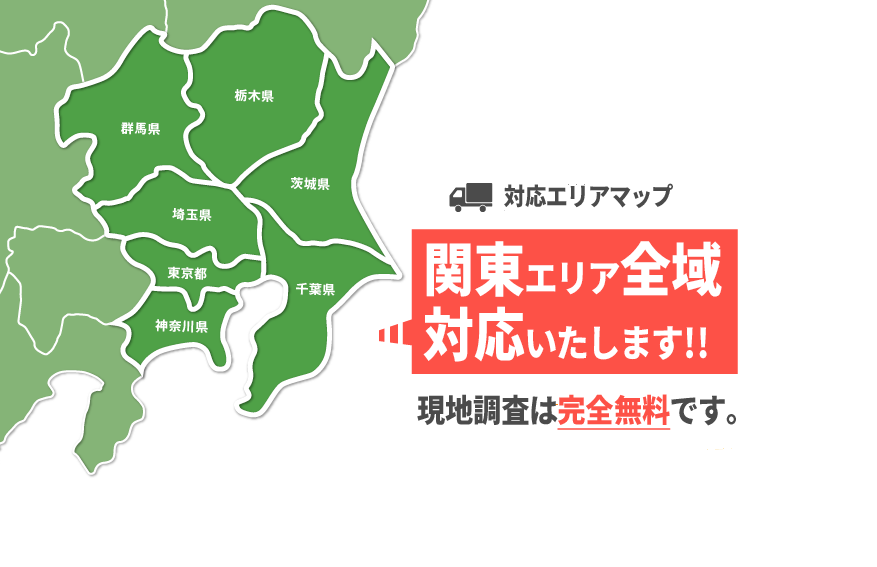 栃木県
群馬県
茨城県
埼玉県
東京都
千葉県
神奈川県
対応エリアマップ
関東エリア全域
対応いたします!!
現地調査は完全無料です。